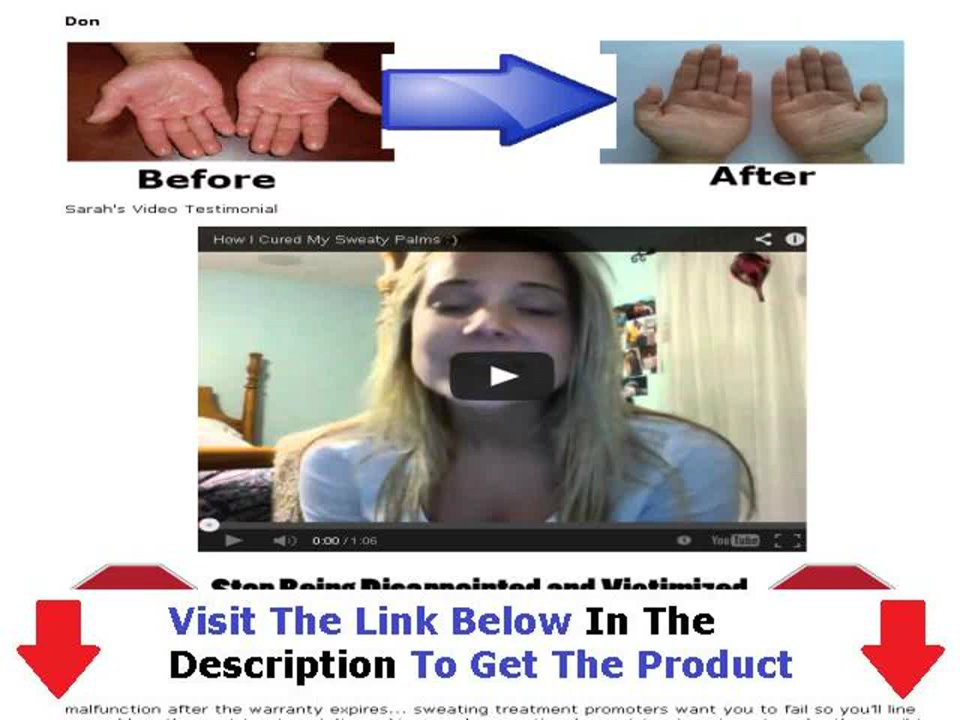 Don
Before
After
Sarah's Video Testimonial
How I Cured My Sweaty Palms :)
0:00 / 1:06
YouTube
Stop Being Disappointed and Victimized
Visit The Link Below In The
Description To Get The Product
malfunction after the warranty expires... sweating treatment promoters want you to fail so you'll line